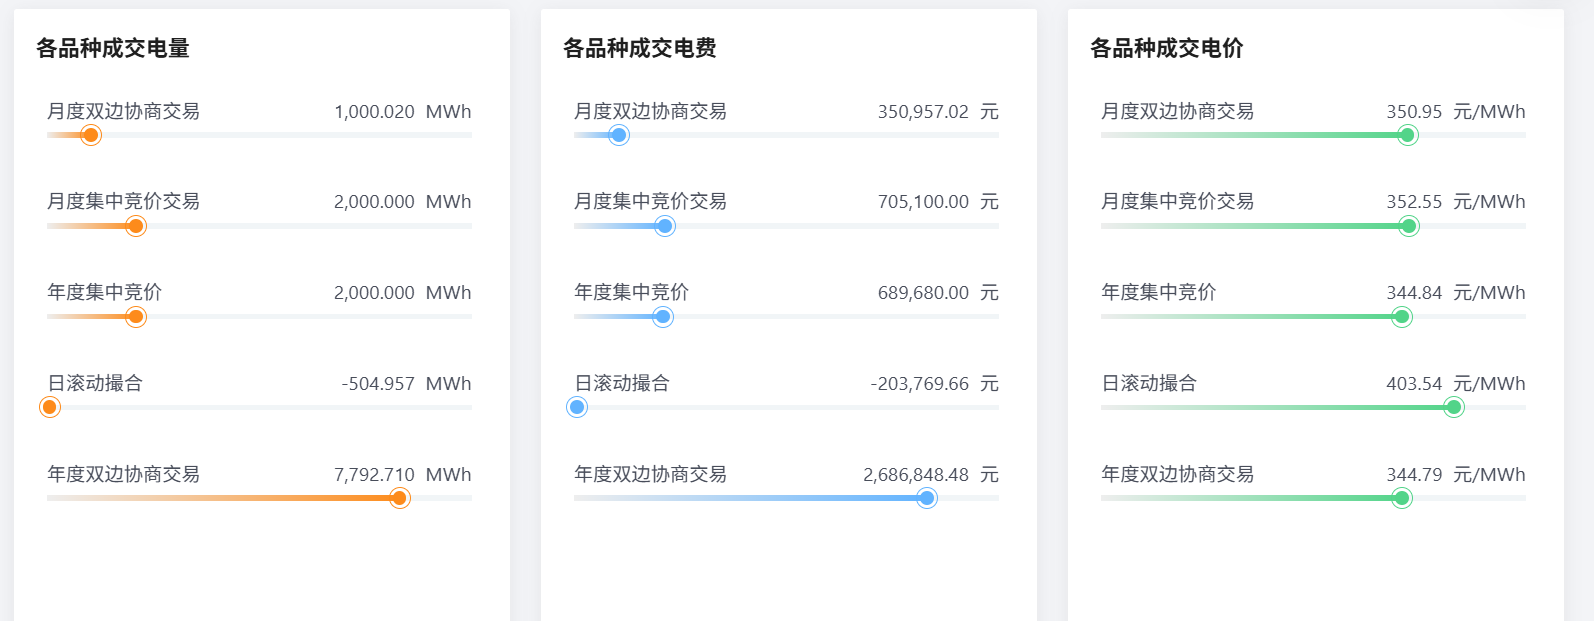 各品种成交电量
月度双边协商交易 1,000.020 MWh
月度集中竞价交易 2,000.000 MWh
年度集中竞价 2,000.000 MWh
日滚动撮合 -504.957 MWh
年度双边协商交易 7,792.710 MWh
各品种成交电费
月度双边协商交易 350,957.02 元
月度集中竞价交易 705,100.00 元
年度集中竞价 689,680.00 元
日滚动撮合 -203,769.66 元
年度双边协商交易 2,686,848.48 元
各品种成交电价
月度双边协商交易 350.95 元/MWh
月度集中竞价交易 352.55 元/MWh
年度集中竞价 344.84 元/MWh
日滚动撮合 403.54 元/MWh
年度双边协商交易 344.79 元/MWh